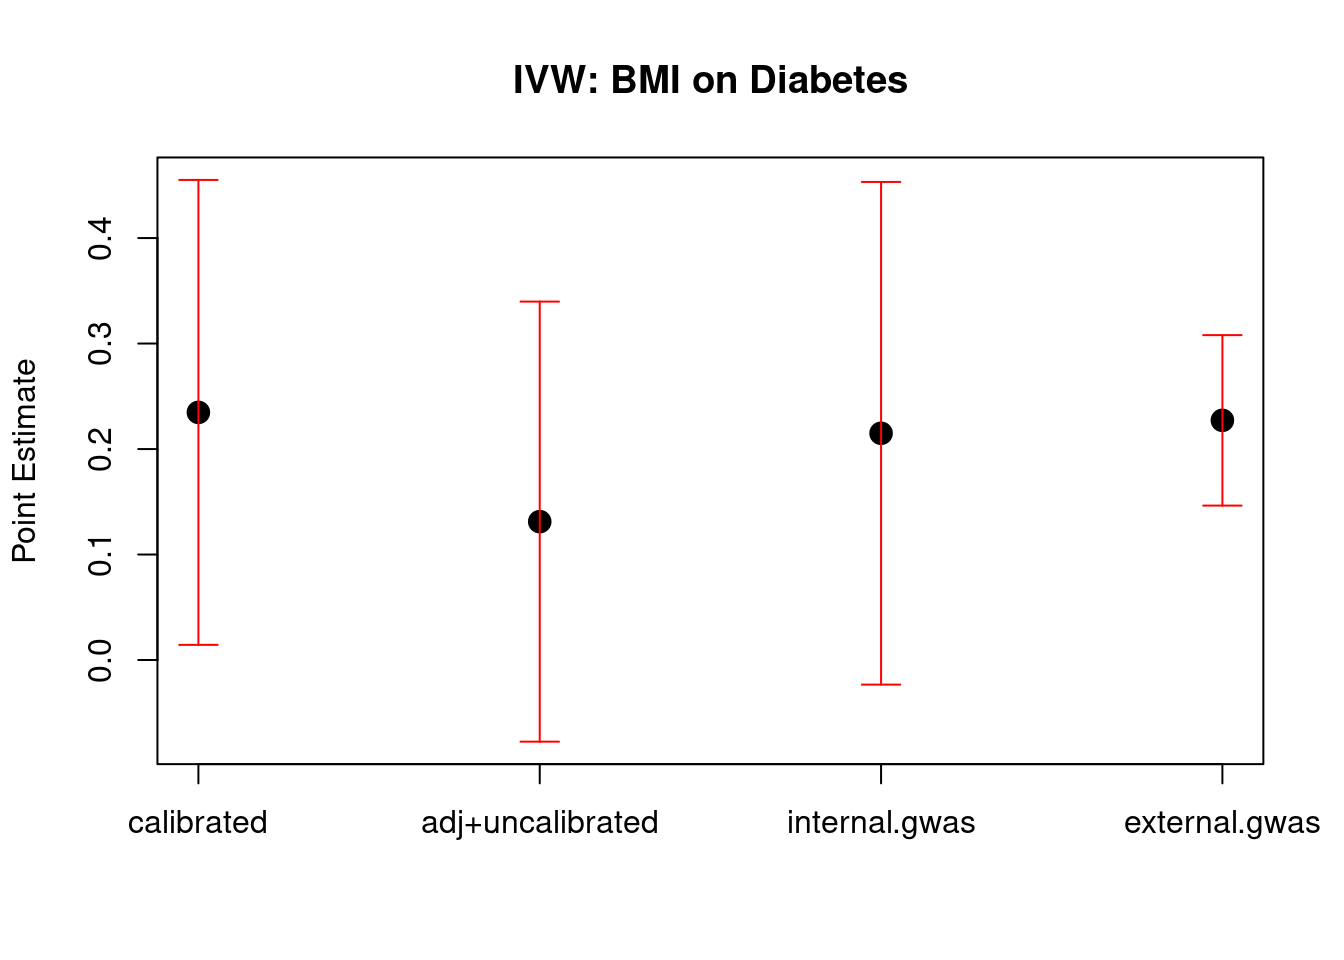 IVW: BMI on Diabetes
Point Estimate
0.4
0.3
0.2
0.1
0.0
calibrated adj+uncalibrated internal.gwas external.gwas